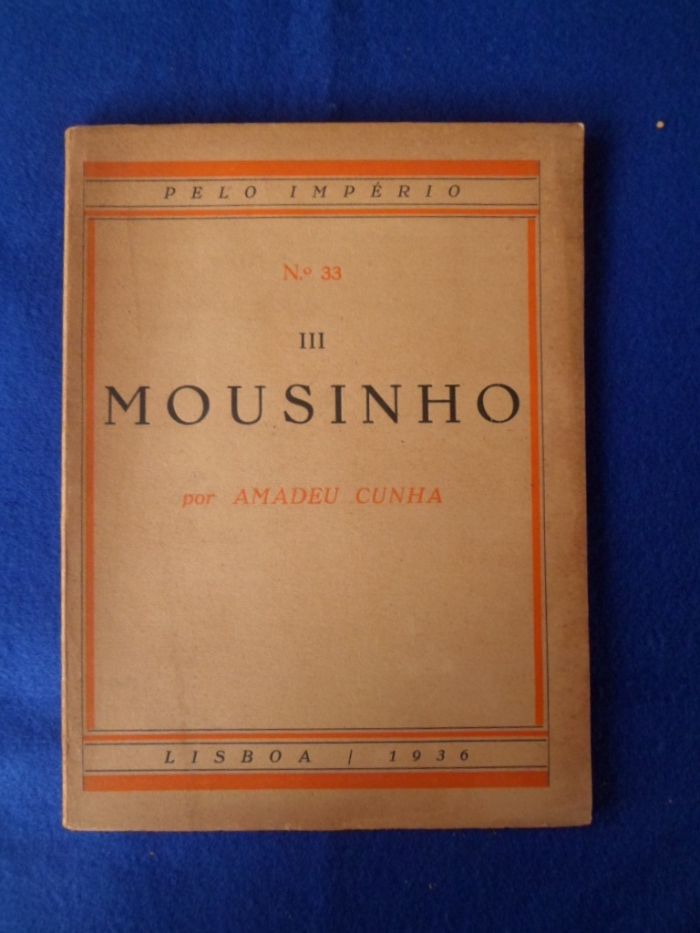 PELO IMPÉRIO
N.º 33
III
MOUSINHO
por AMADEU CUNHA
LISBOA / 1936